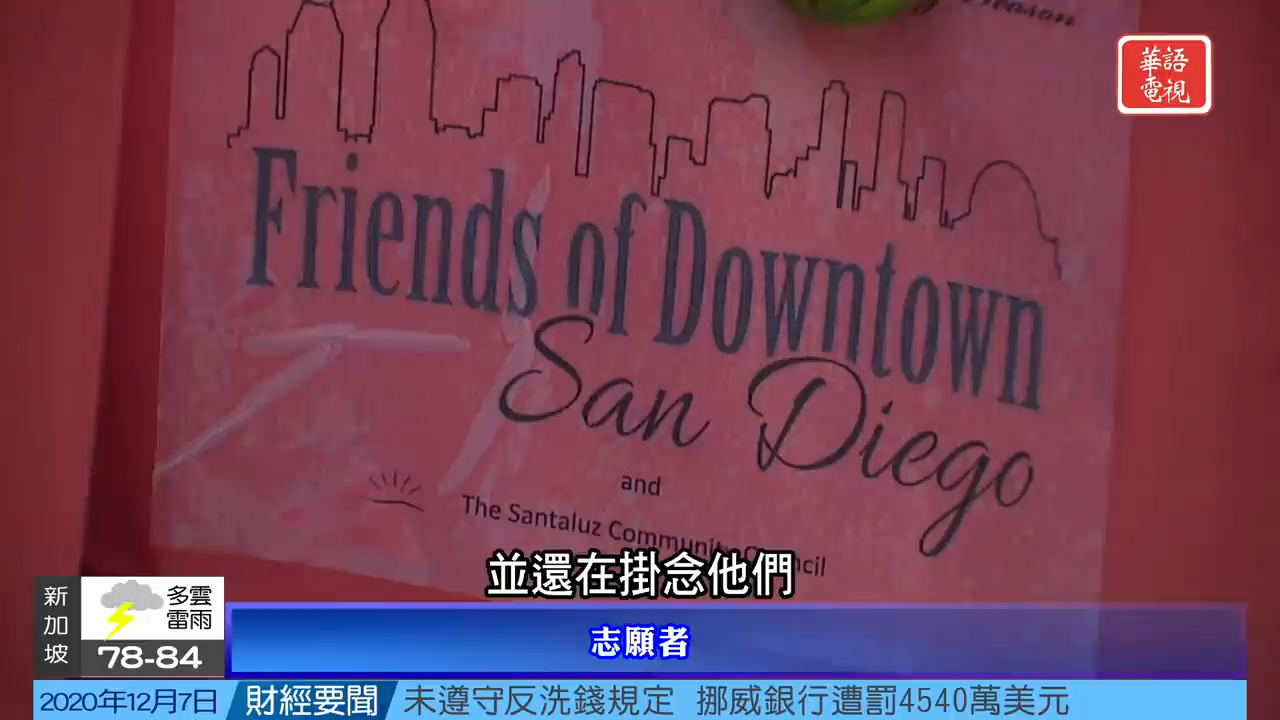 華語
電視
Friends of Downtown
San Diego
and
The Santaluz Community Council
並還在掛念他們
志願者
新加坡
多雲
雷雨
78-84
2020年12月7日
財經要聞
未遵守反洗錢規定 挪威銀行遭罰4540萬美元